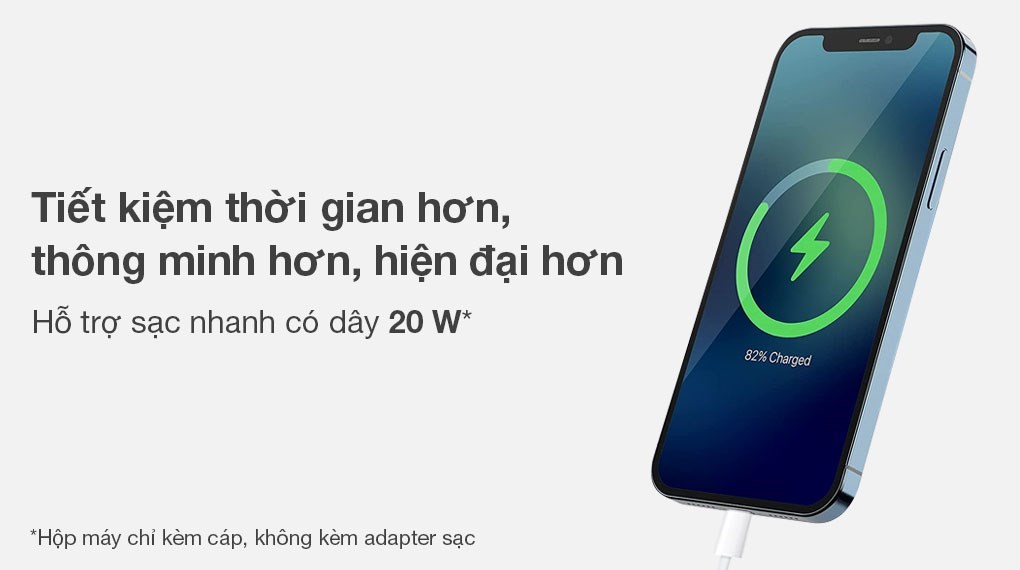 Tiết kiệm thời gian hơn,
thông minh hơn, hiện đại hơn
Hỗ trợ sạc nhanh có dây 20 W*
82% Charged
*Hộp máy chỉ kèm cáp, không kèm adapter sạc